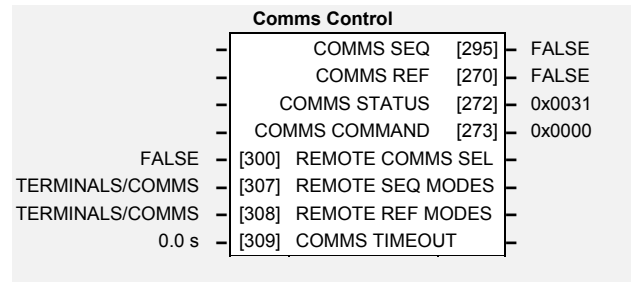 Comms Control
COMMS SEQ [295] FALSE
COMMS REF [270] FALSE
COMMS STATUS [272] 0x0031
COMMS COMMAND [273] 0x0000
FALSE [300] REMOTE COMMS SEL
TERMINALS/COMMS [307] REMOTE SEQ MODES
TERMINALS/COMMS [308] REMOTE REF MODES
0.0 s [309] COMMS TIMEOUT